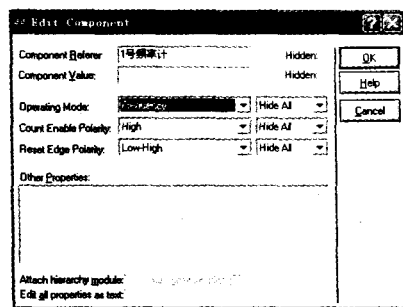 Edit Component
Component Referer 1号频率计 Hidden: OK
Component Value: Hidden: Help
Operating Mode: Hide All Cancel
Count Enable Polarity: High Hide All
Reset Edge Polarity: Low-High Hide All
Other Properties:
Attach hierarchy module:
Edit all properties as text: